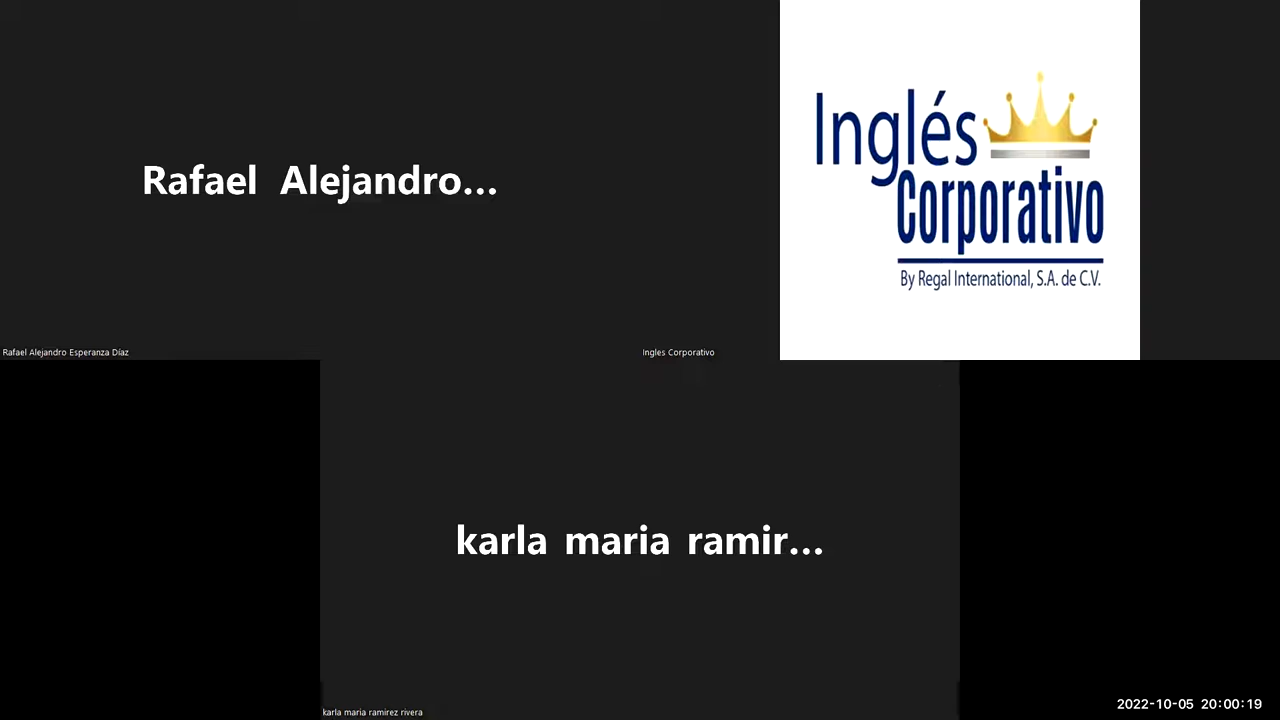 Rafael Alejandro...
Inglés
Corporativo
By Regal International, S.A. de C.V.
Rafael Alejandro Esperanza Díaz
Ingles Corporativo
karla maria ramir...
karla maria ramirez rivera
2022-10-05 20:00:19